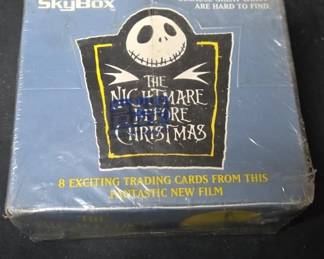 SkyBox
ARE HARD TO FIND.
THE
NIGHTMARE
BEFORE
CHRISTMAS
8 EXCITING TRADING CARDS FROM THIS
FANTASTIC NEW FILM